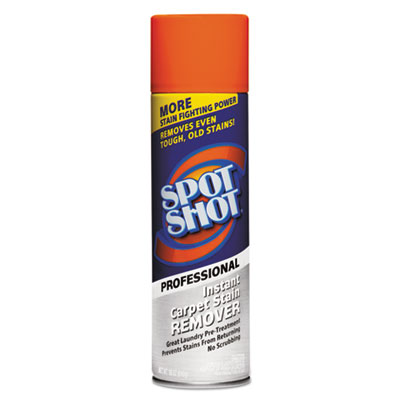 MORE
STAIN FIGHTING POWER
REMOVES EVEN
TOUGH, OLD STAINS!
SPOT
SHOT
PROFESSIONAL
Instant
Carpet Stain
REMOVER
Great Laundry Pre-Treatment
Prevents Stains From Returning
No Scrubbing